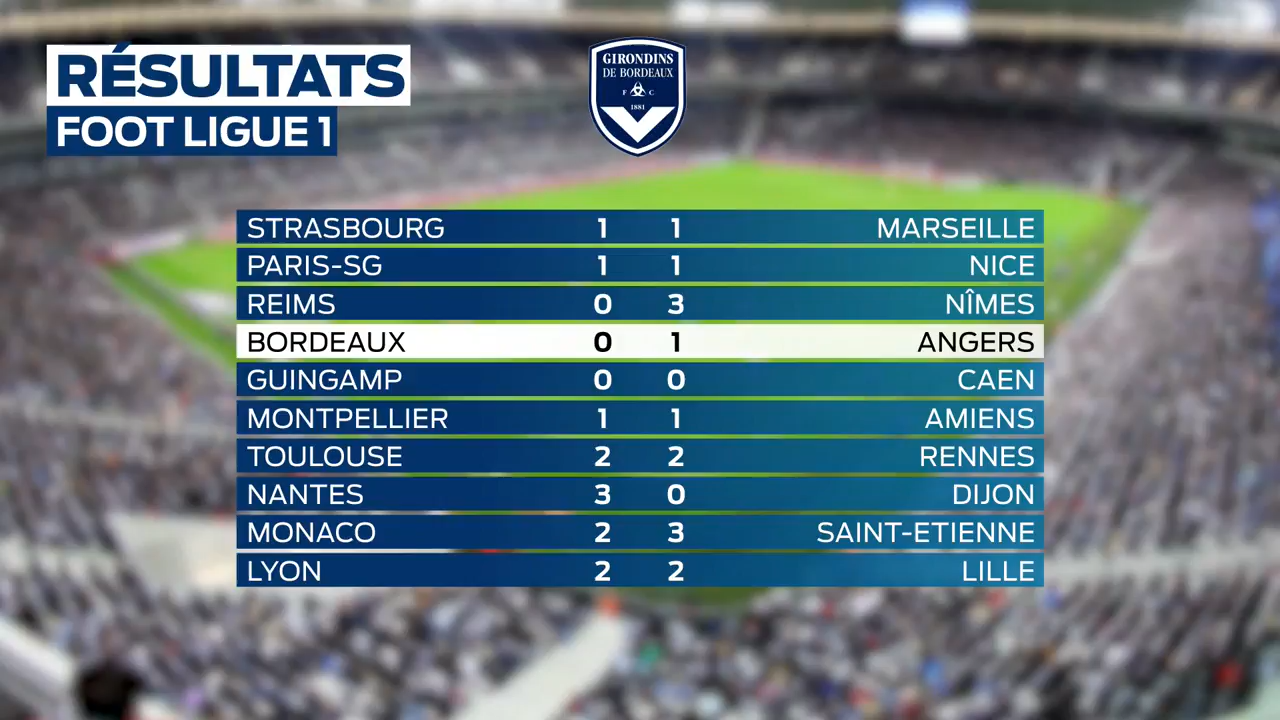 RÉSULTATS
FOOT LIGUE 1
GIRONDINS
DE BORDEAUX
F C
1881
STRASBOURG 1 1 MARSEILLE
PARIS-SG 1 1 NICE
REIMS 0 3 NÎMES
BORDEAUX 0 1 ANGERS
GUINGAMP 0 0 CAEN
MONTPELLIER 1 1 AMIENS
TOULOUSE 2 2 RENNES
NANTES 3 0 DIJON
MONACO 2 3 SAINT-ETIENNE
LYON 2 2 LILLE